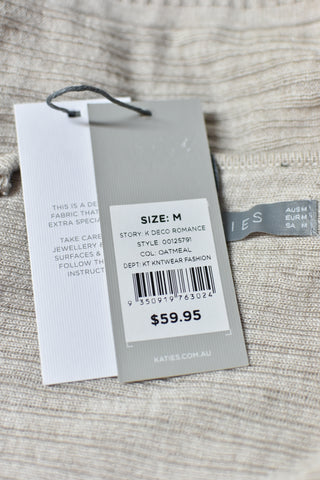 THIS IS A DE
FABRIC THAT
EXTRA SPECIA
TAKE CARE
JEWELLERY
SURFACES &
FOLLOW TH
INSTRUCT
SIZE: M
STORY: K DECO ROMANCE
STYLE 00125791
COL: OATMEAL
DEPT: KT KNTWEAR FASHION
9 350919 763024
$59.95
KATIES.COM.AU
IES
AUS M
EUR M
SA M